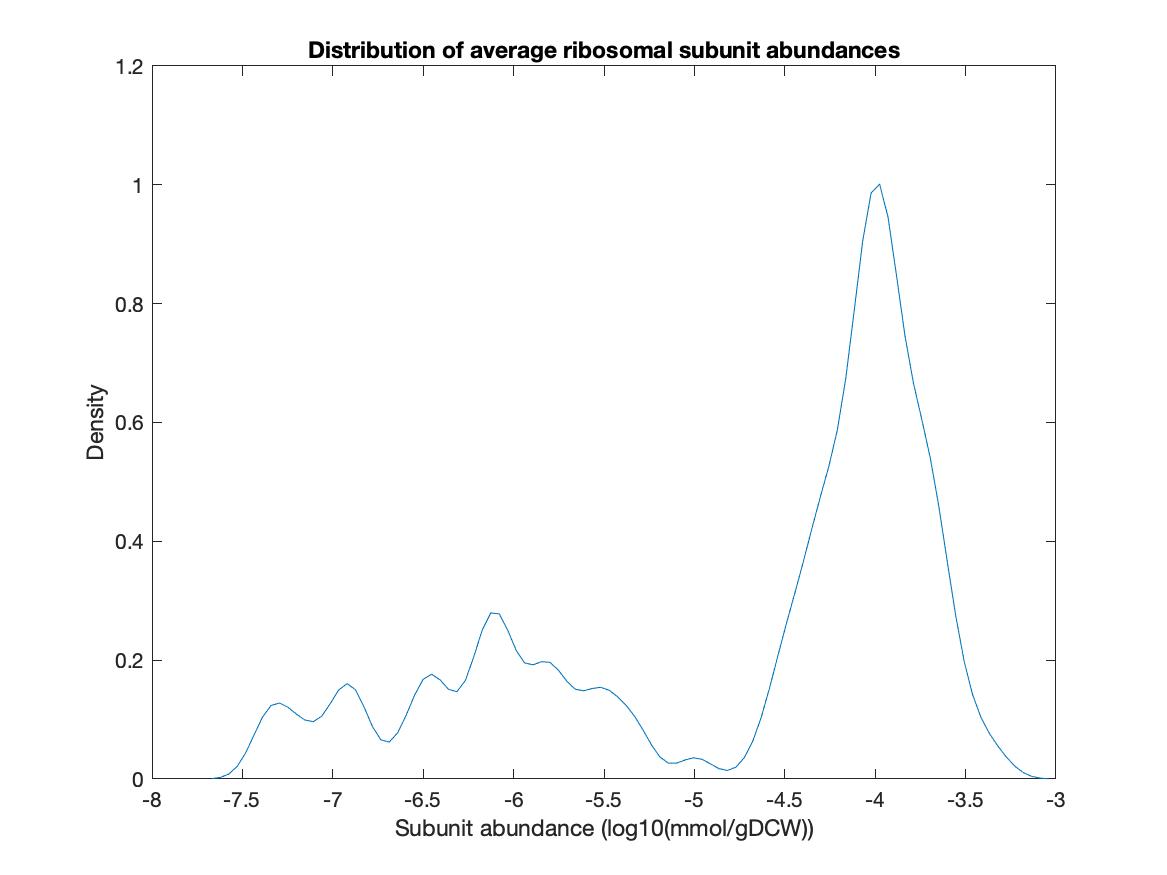 Distribution of average ribosomal subunit abundances
1.2
1
0.8
0.6
0.4
0.2
0
Density
-8 -7.5 -7 -6.5 -6 -5.5 -5 -4.5 -4 -3.5 -3
Subunit abundance (log10(mmol/gDCW))